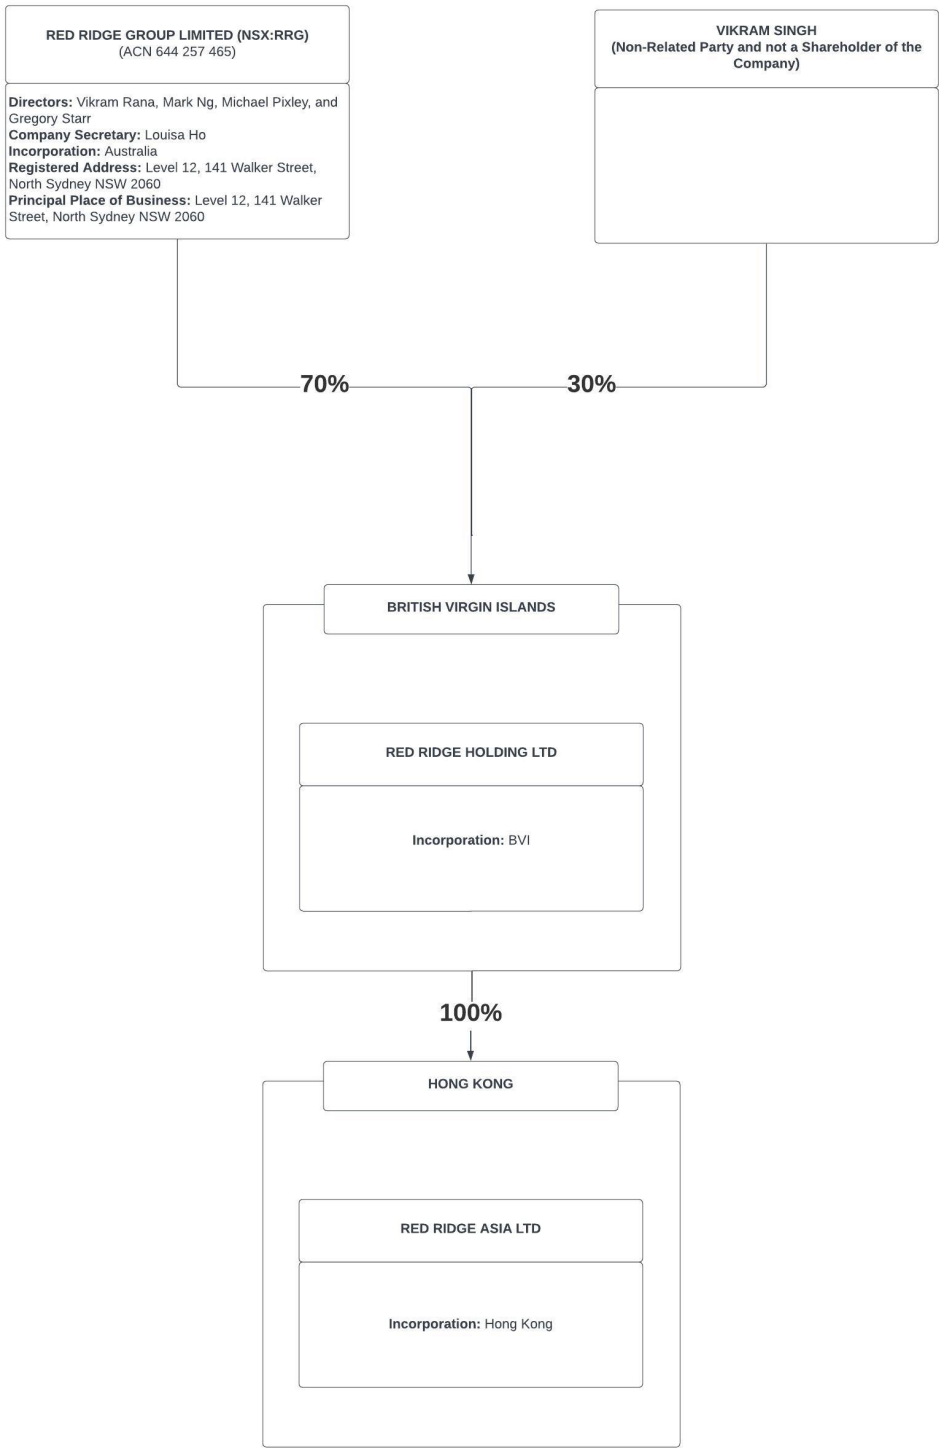 RED RIDGE GROUP LIMITED (NSX:RRG)
(ACN 644 257 465)
Directors: Vikram Rana, Mark Ng, Michael Pixley, and
Gregory Starr
Company Secretary: Louisa Ho
Incorporation: Australia
Registered Address: Level 12, 141 Walker Street,
North Sydney NSW 2060
Principal Place of Business: Level 12, 141 Walker
Street, North Sydney NSW 2060
VIKRAM SINGH
(Non-Related Party and not a Shareholder of the
Company)
70%
30%
BRITISH VIRGIN ISLANDS
RED RIDGE HOLDING LTD
Incorporation: BVI
100%
HONG KONG
RED RIDGE ASIA LTD
Incorporation: Hong Kong